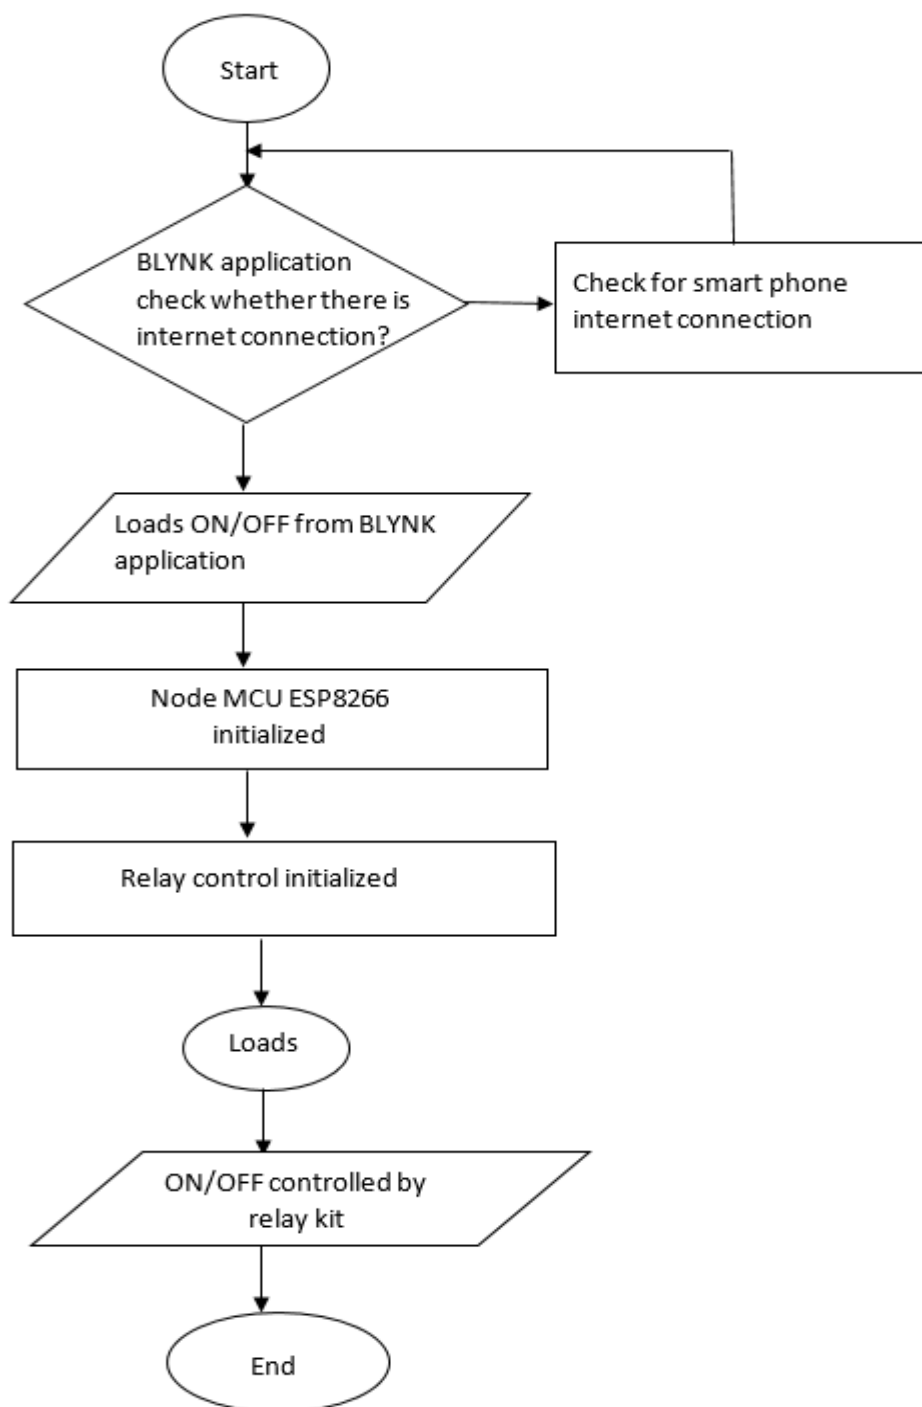 Start
BLYNK application
check whether there is
internet connection?
Check for smart phone
internet connection
Loads ON/OFF from BLYNK
application
Node MCU ESP8266
initialized
Relay control initialized
Loads
ON/OFF controlled by
relay kit
End